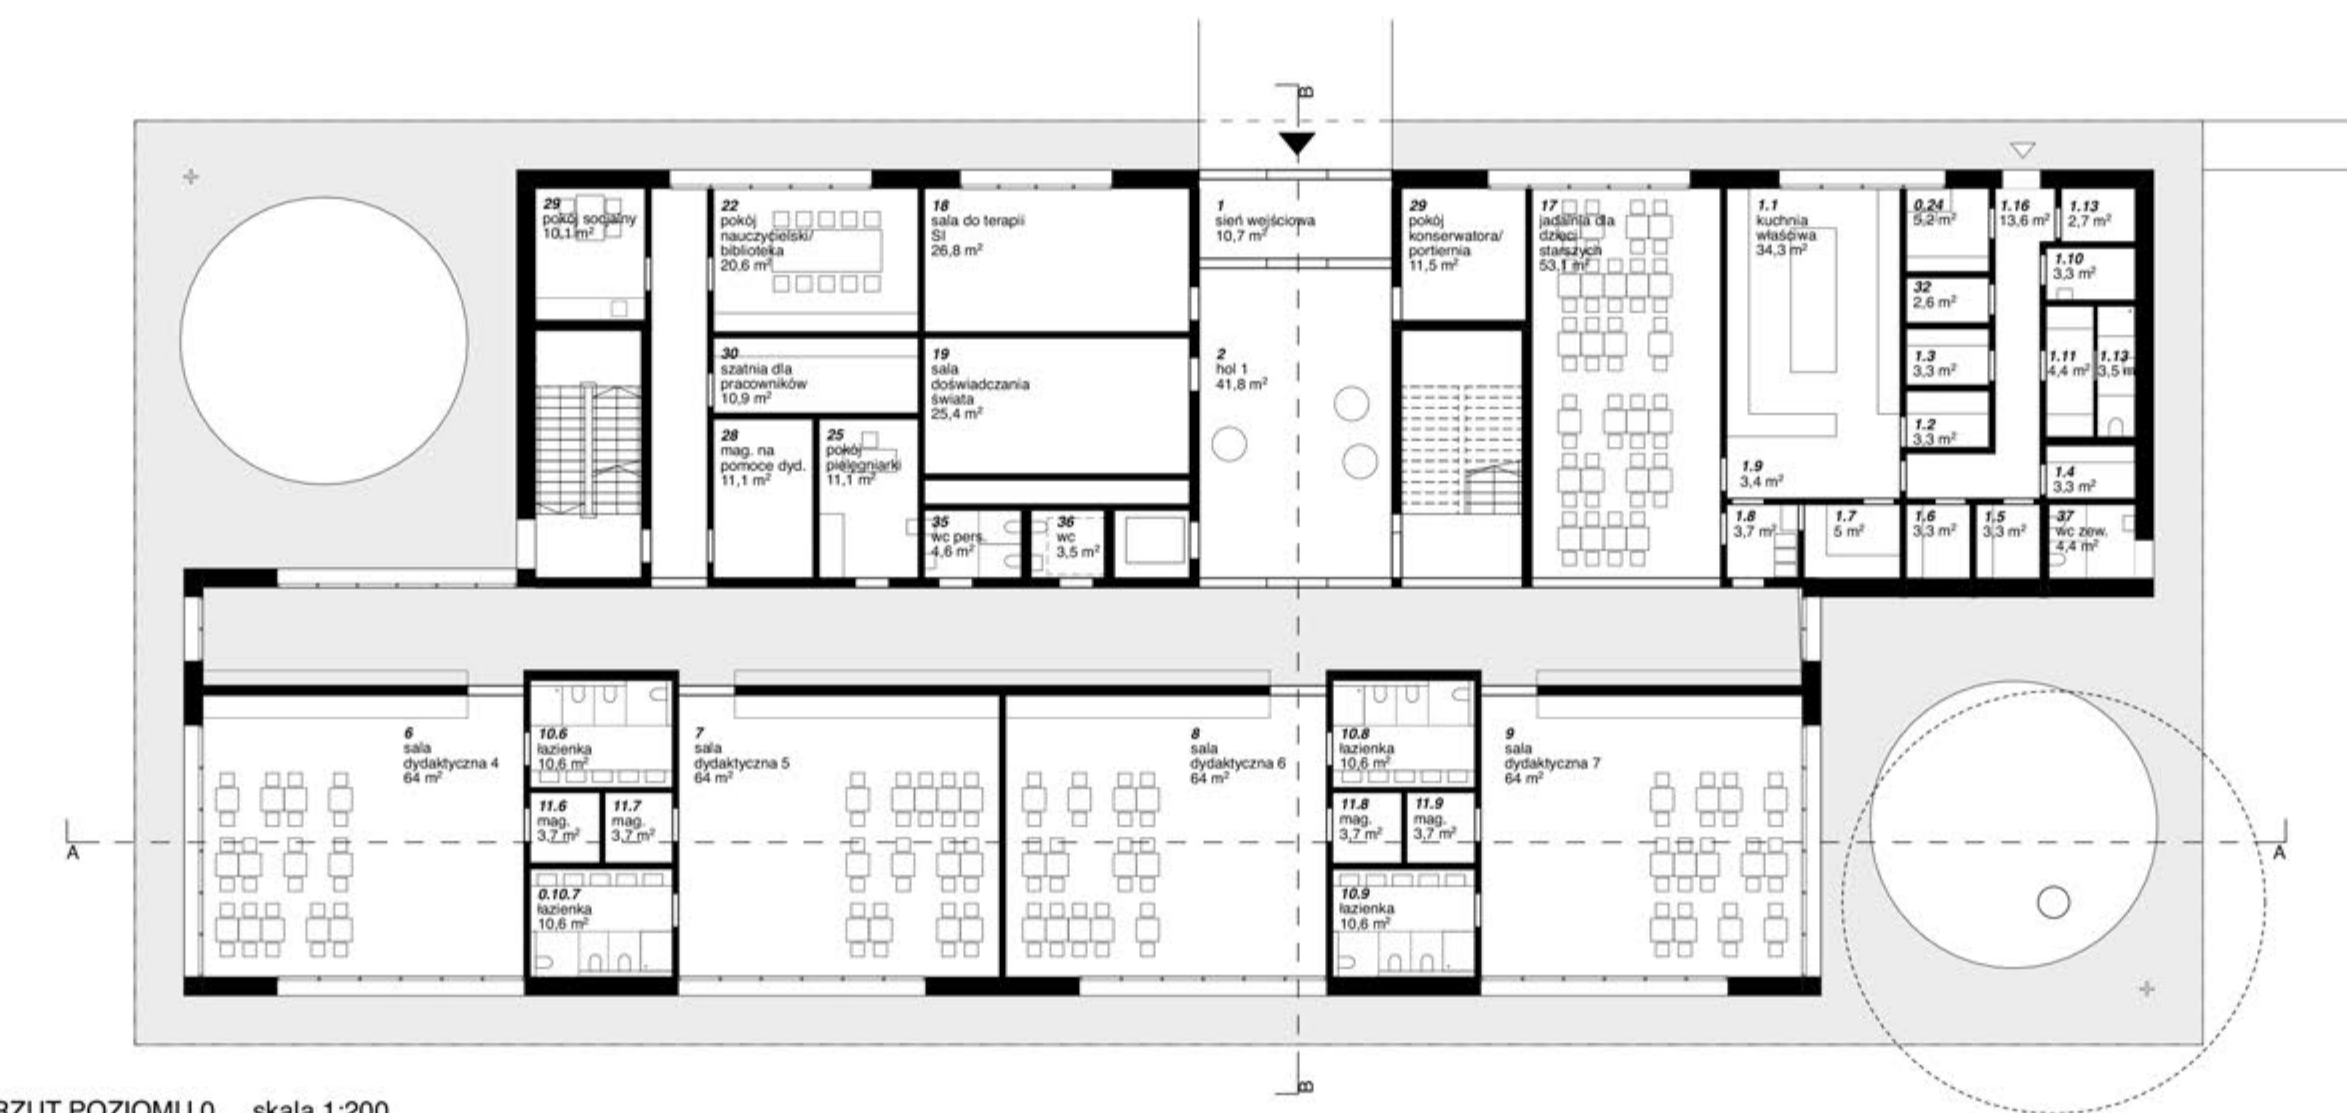 B
29
pokój socjalny
10,1 m²
22
pokój
nauczycielski/
biblioteka
20,6 m²
18
sala do terapii
SI
26,8 m²
1
sień wejściowa
10,7 m²
29
pokój
konserwatora/
portiernia
11,5 m²
17
jadalnia dla
dzieci
starszych
53,1 m²
1.1
kuchnia
właściwa
34,3 m²
0.24
5,2 m²
1.16
13,6 m²
1.13
2,7 m²
1.10
3,3 m²
32
2,6 m²
30
szatnia dla
pracowników
10,9 m²
19
sala
doświadczania
świata
25,4 m²
2
hol 1
41,8 m²
1.3
3,3 m²
1.11
4,4 m²
1.13
3,5 m
28
mag. na
pomoce dyd.
11,1 m²
25
pokój
pielęgniarki
11,1 m²
1.2
3,3 m²
1.9
3,4 m²
1.4
3,3 m²
35
wc pers.
4,6 m²
36
wc
3,5 m²
1.8
3,7 m²
1.7
5 m²
1.6
3,3 m²
1.5
3,3 m²
37
wc zew.
4,4 m²
6
sala
dydaktyczna 4
64 m²
10.6
łazienka
10,6 m²
7
sala
dydaktyczna 5
64 m²
8
sala
dydaktyczna 6
64 m²
10.8
łazienka
10,6 m²
9
sala
dydaktyczna 7
64 m²
11.6
mag.
3,7 m²
11.7
mag.
3,7 m²
11.8
mag.
3,7 m²
11.9
mag.
3,7 m²
A
A
0.10.7
łazienka
10,6 m²
10.9
łazienka
10,6 m²
B
RZUT POZIOMU 0 skala 1:200